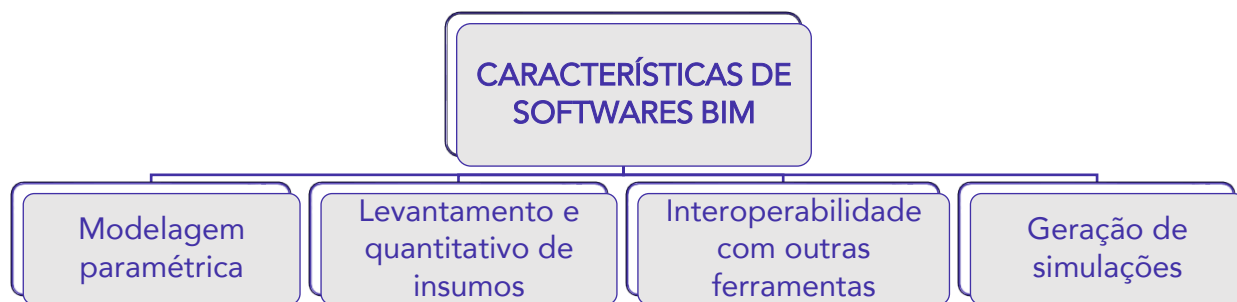 CARACTERÍSTICAS DE
SOFTWARES BIM
Modelagem
paramétrica
Levantamento e
quantitativo de
insumos
Interoperabilidade
com outras
ferramentas
Geração de
simulações